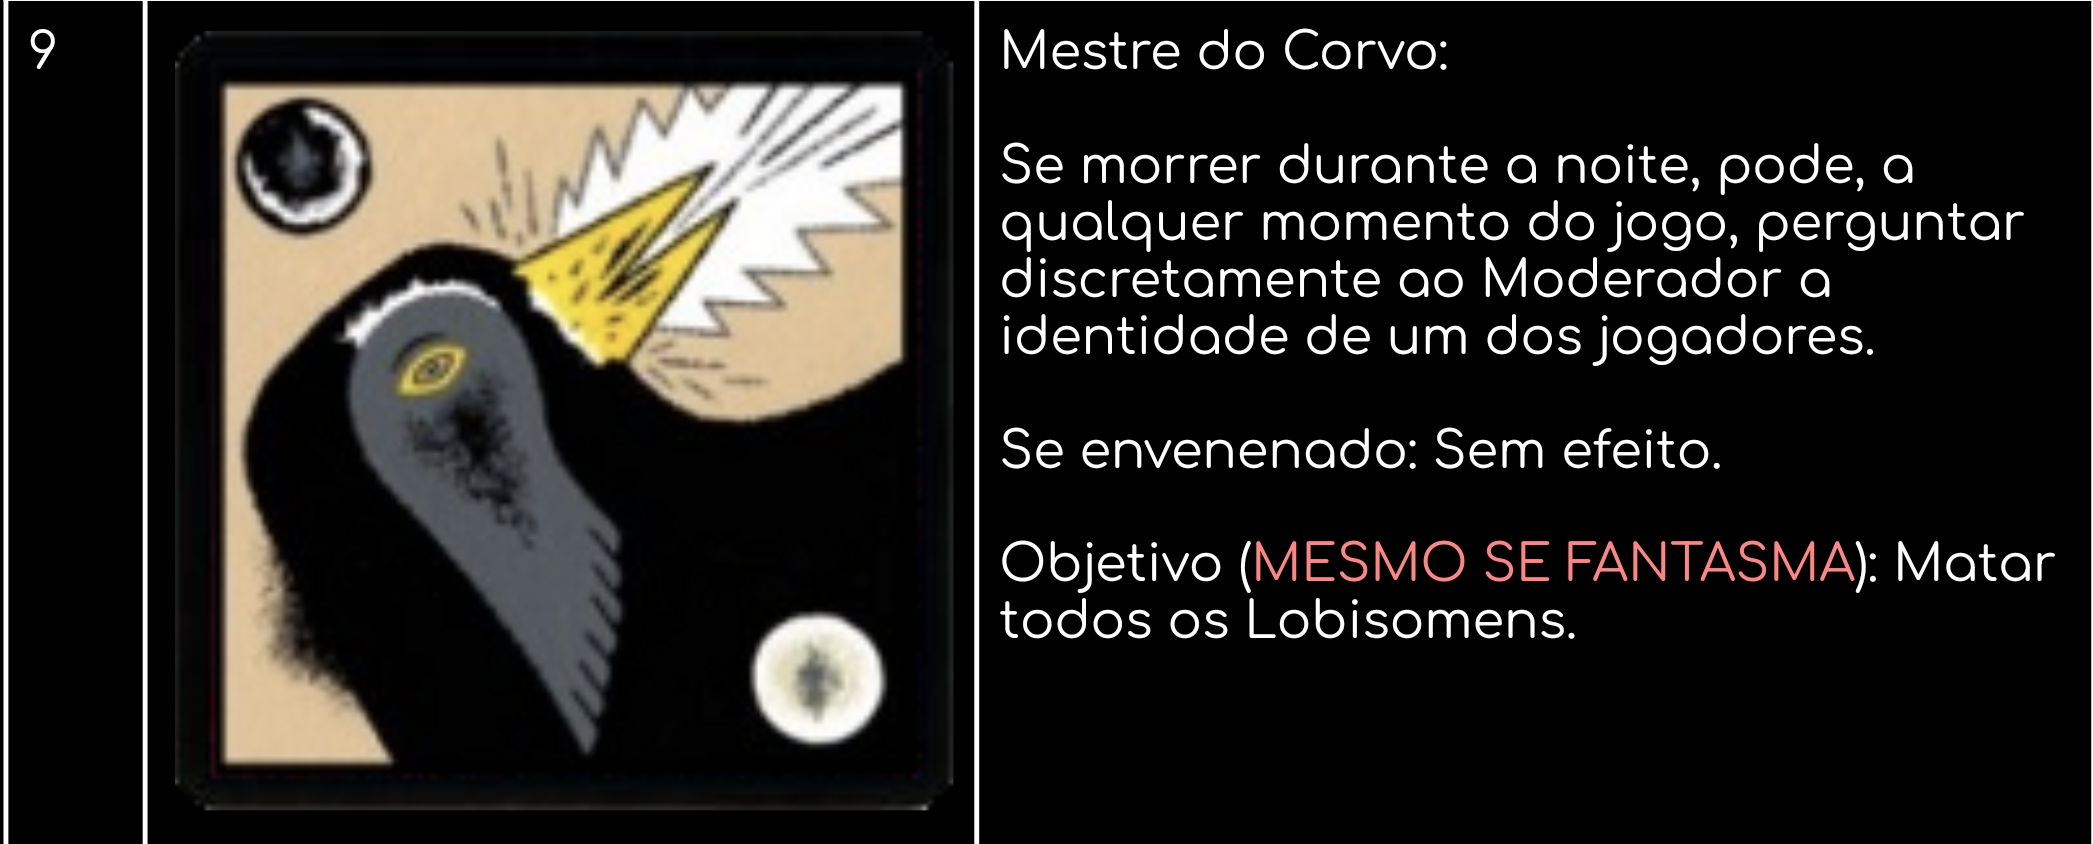 9
Mestre do Corvo:
Se morrer durante a noite, pode, a
qualquer momento do jogo, perguntar
discretamente ao Moderador a
identidade de um dos jogadores.
Se envenenado: Sem efeito.
Objetivo (MESMO SE FANTASMA): Matar
todos os Lobisomens.